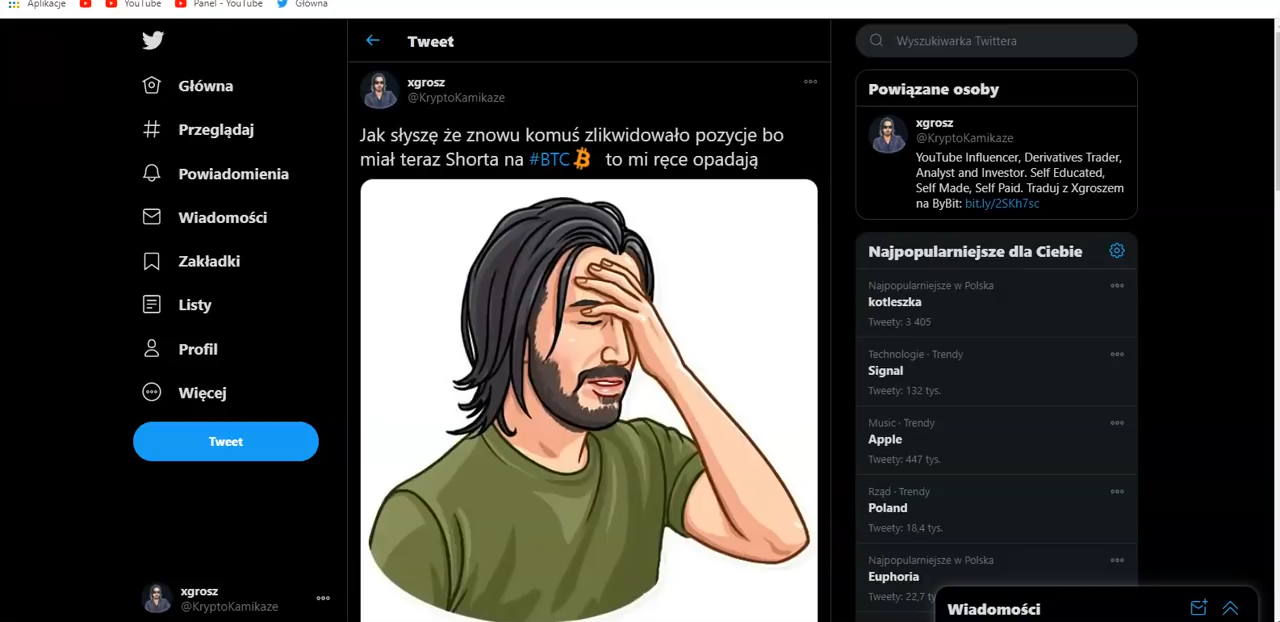 Aplikacje YouTube Panel - YouTube Główna
Główna
Przeglądaj
Powiadomienia
Wiadomości
Zakładki
Listy
Profil
Więcej
Tweet
xgrosz
@KryptoKamikaze
Tweet
xgrosz
@KryptoKamikaze
Jak słyszę że znowu komuś zlikwidowało pozycje bo
miał teraz Shorta na #BTC to mi ręce opadają
Wyszukiwarka Twittera
Powiązane osoby
xgrosz
@KryptoKamikaze
YouTube Influencer, Derivatives Trader,
Analyst and Investor. Self Educated,
Self Made, Self Paid. Traduj z Xgroszem
na ByBit: bit.ly/2SKh7sc
Najpopularniejsze dla Ciebie
Najpopularniejsze w Polska
kotleszka
Tweety: 3 405
Technologie · Trendy
Signal
Tweety: 132 tys.
Music · Trendy
Apple
Tweety: 447 tys.
Rząd · Trendy
Poland
Tweety: 18,4 tys.
Najpopularniejsze w Polska
Euphoria
Tweety: 22,7 ty
Wiadomości